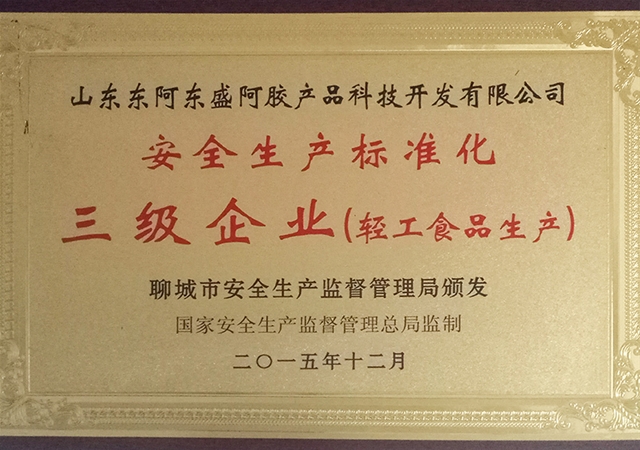 山东东阿东盛阿胶产品科技开发有限公司
安全生产标准化
三级企业(轻工食品生产)
聊城市安全生产监督管理局颁发
国家安全生产监督管理总局监制
二〇一五年十二月